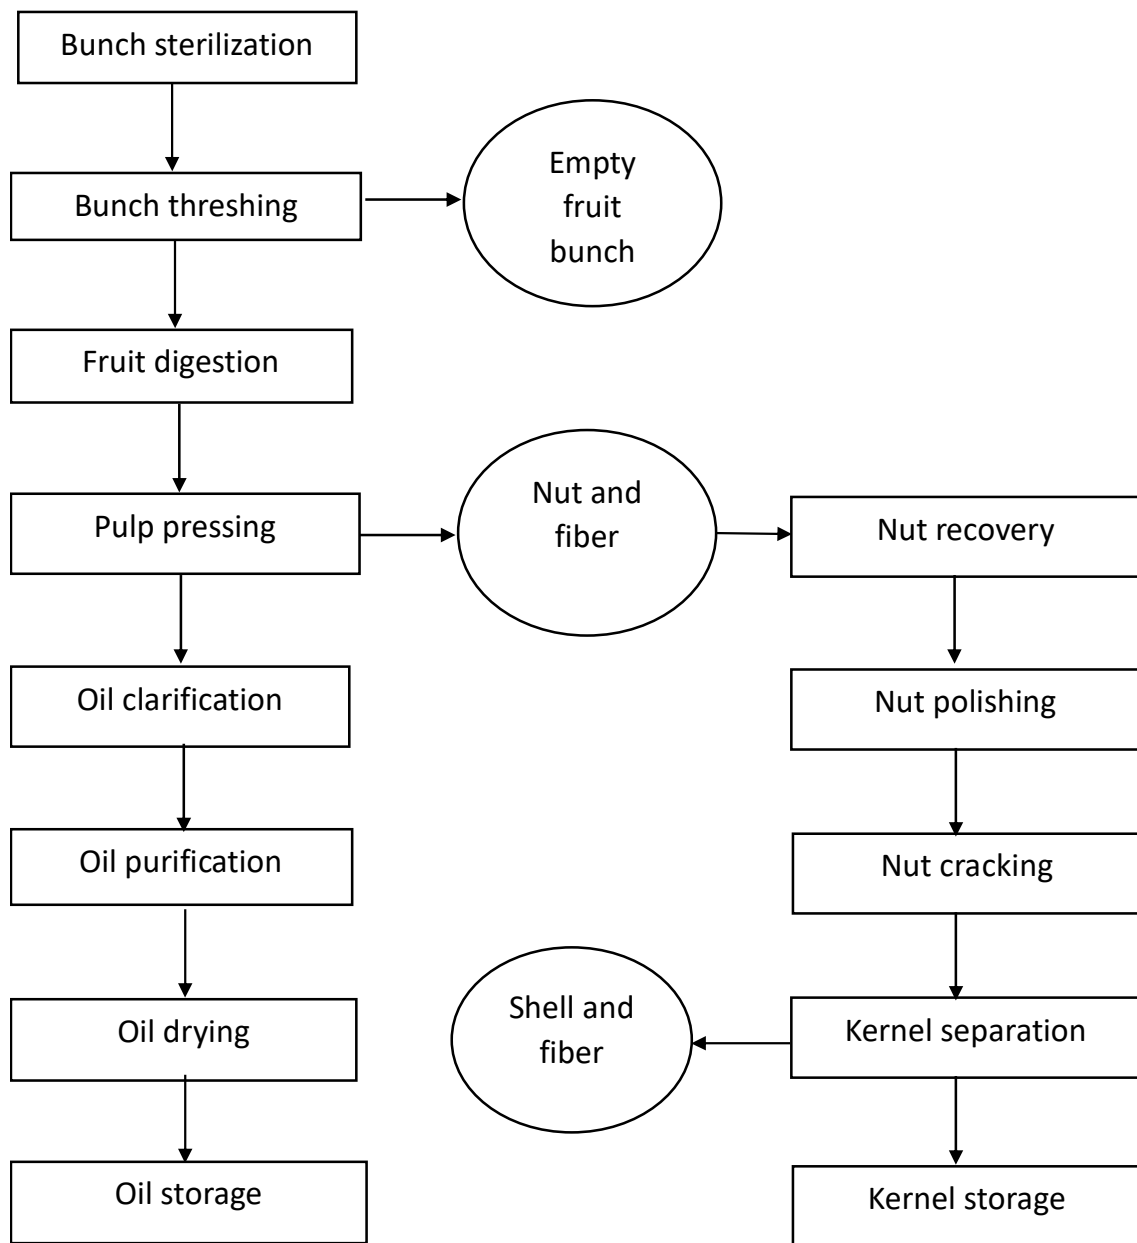 Bunch sterilization
Bunch threshing
Empty
fruit
bunch
Fruit digestion
Pulp pressing
Nut and
fiber
Nut recovery
Oil clarification
Nut polishing
Oil purification
Nut cracking
Oil drying
Shell and
fiber
Kernel separation
Oil storage
Kernel storage